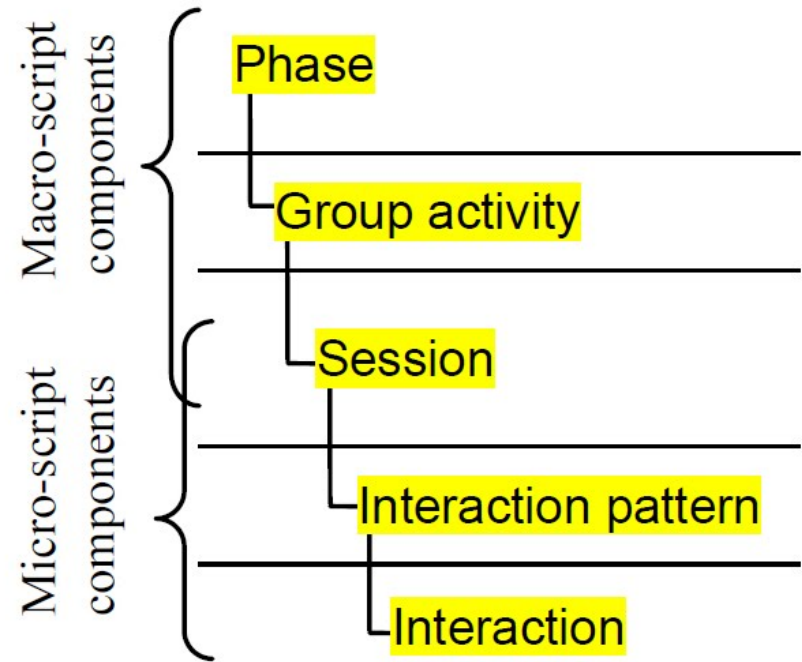 Macro-script
components
Phase
Group activity
Session
Micro-script
components
Interaction pattern
Interaction